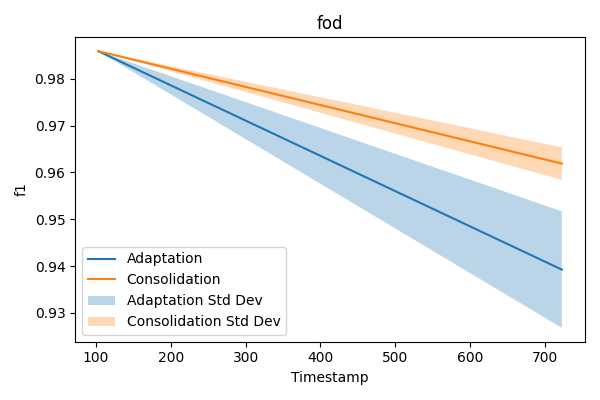 fod
0.98
0.97
0.96
0.95
0.94
0.93
f1
Adaptation
Consolidation
Adaptation Std Dev
Consolidation Std Dev
100
200
300
400
500
600
700
Timestamp